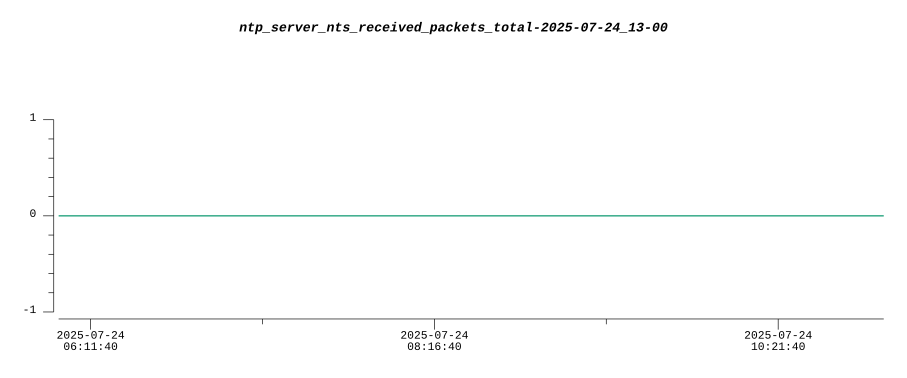 ntp_server_nts_received_packets_total-2025-07-24_13-00
1
0
-1
2025-07-24 2025-07-24 2025-07-24
06:11:40 08:16:40 10:21:40